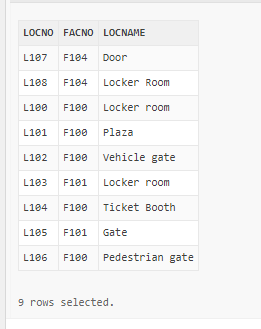 LOCNO FACNO LOCNAME
L107 F104 Door
L108 F104 Locker Room
L100 F100 Locker room
L101 F100 Plaza
L102 F100 Vehicle gate
L103 F101 Locker room
L104 F100 Ticket Booth
L105 F101 Gate
L106 F100 Pedestrian gate
9 rows selected.